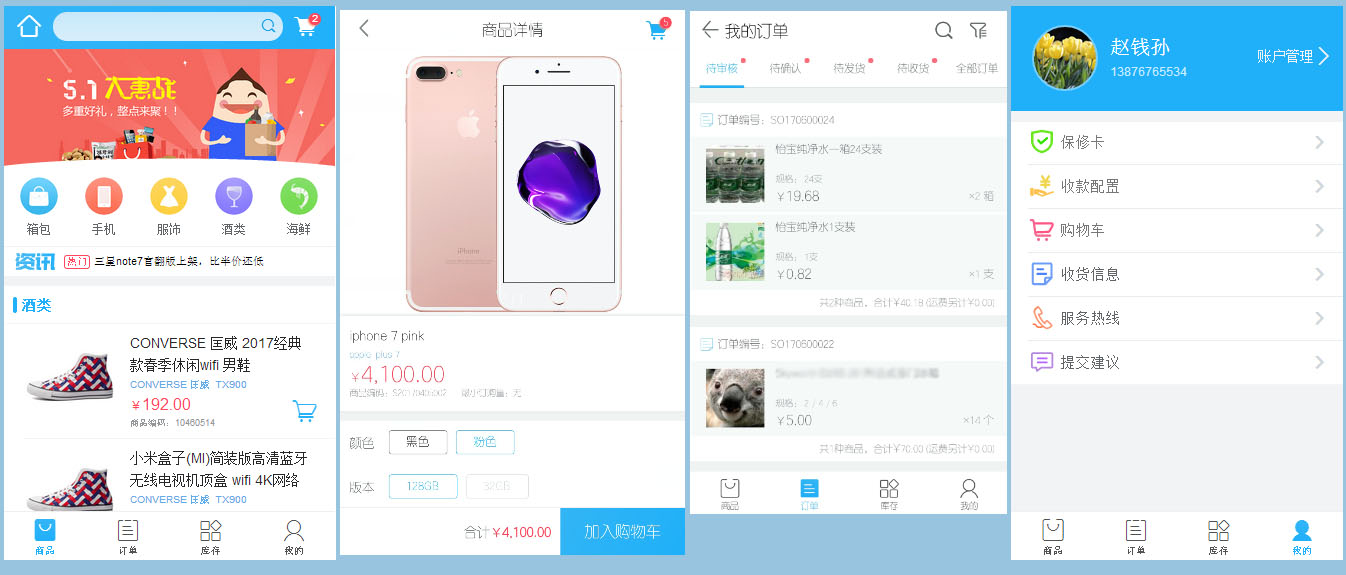 2
5.1 大惠战
多重好礼，整点来聚！！
箱包
手机
服饰
酒类
海鲜
资讯 热门 三星note7官翻版上架，比半价还低
酒类
CONVERSE 匡威 2017经典
款春季休闲wifi 男鞋
CONVERSE 匡威 TX900
￥192.00
商品编码：10460514
小米盒子(MI)简装版高清蓝牙
无线电视机顶盒 wifi 4K网络
CONVERSE 匡威 TX900
商品
订单
库存
我的
商品详情
5
iPhone
iphone 7 pink
apple plus 7
￥4,100.00
商品编码：S2017040S002 最小订购量：无
颜色 黑色 粉色
版本 128GB 32GB
合计￥4,100.00 加入购物车
我的订单
待审核 待确认 待发货 待收货 全部订单
订单编号：SO170600024
怡宝纯净水一箱24支装
规格：24支
￥19.68 ×2 箱
怡宝纯净水1支装
规格：1支
￥0.82 ×1 支
共2种商品，合计￥40.18 (运费另计￥0.00)
订单编号：SO170600022
规格：2 / 4 / 6
￥5.00 ×14 个
共1种商品，合计￥70.00 (运费另计￥0.00)
商品
订单
库存
我的
赵钱孙
13876765534
账户管理
保修卡
收款配置
购物车
收货信息
服务热线
提交建议
商品
订单
库存
我的